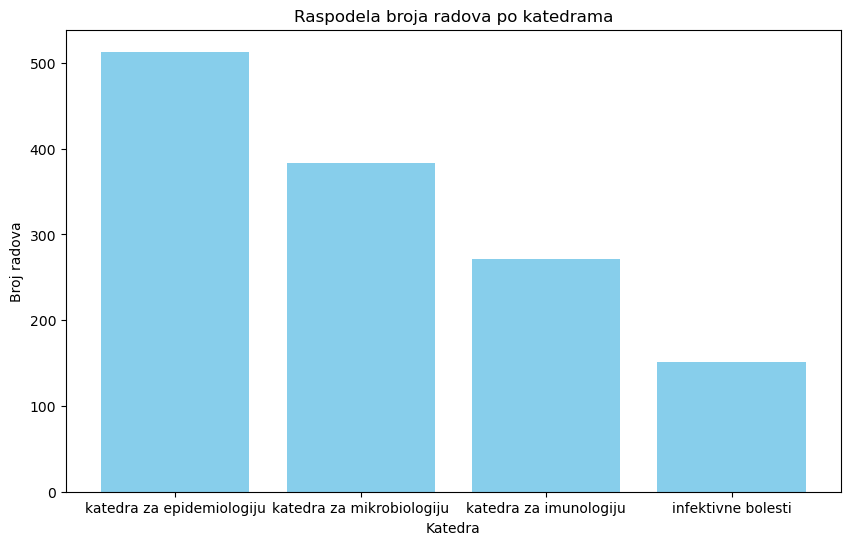 Raspodela broja radova po katedrama
Broj radova
500
400
300
200
100
0
katedra za epidemiologiju katedra za mikrobiologiju katedra za imunologiju infektivne bolesti
Katedra